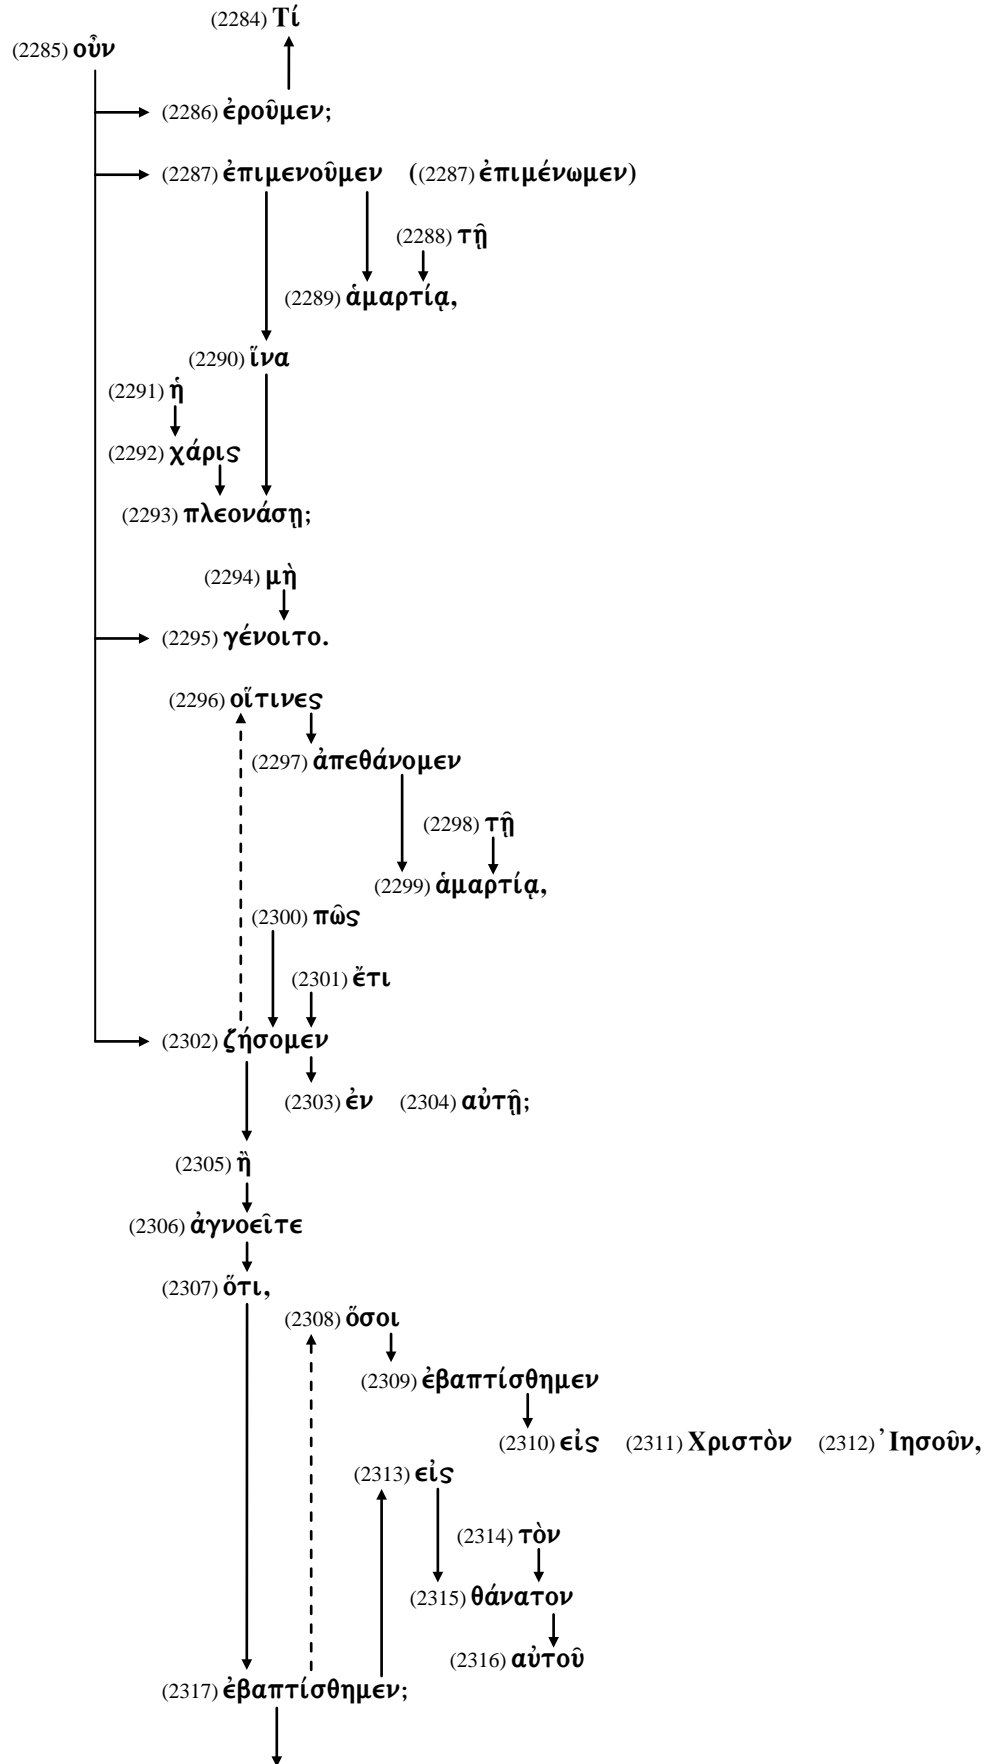 (2284) Τί
(2285) οὖν
(2286) ἐροῦμεν;
(2287) ἐπιμενοῦμεν ((2287) ἐπιμένωμεν)
(2288) τῇ
(2289) ἁμαρτίᾳ,
(2290) ἵνα
(2291) ἡ
(2292) χάρις
(2293) πλεονάσῃ;
(2294) μὴ
(2295) γένοιτο.
(2296) οἵτινες
(2297) ἀπεθάνομεν
(2298) τῇ
(2299) ἁμαρτίᾳ,
(2300) πῶς
(2301) ἔτι
(2302) ζήσομεν
(2303) ἐν (2304) αὐτῇ;
(2305) ἢ
(2306) ἀγνοεῖτε
(2307) ὅτι,
(2308) ὅσοι
(2309) ἐβαπτίσθημεν
(2310) εἰς (2311) Χριστὸν (2312) Ἰησοῦν,
(2313) εἰς
(2314) τὸν
(2315) θάνατον
(2316) αὐτοῦ
(2317) ἐβαπτίσθημεν;